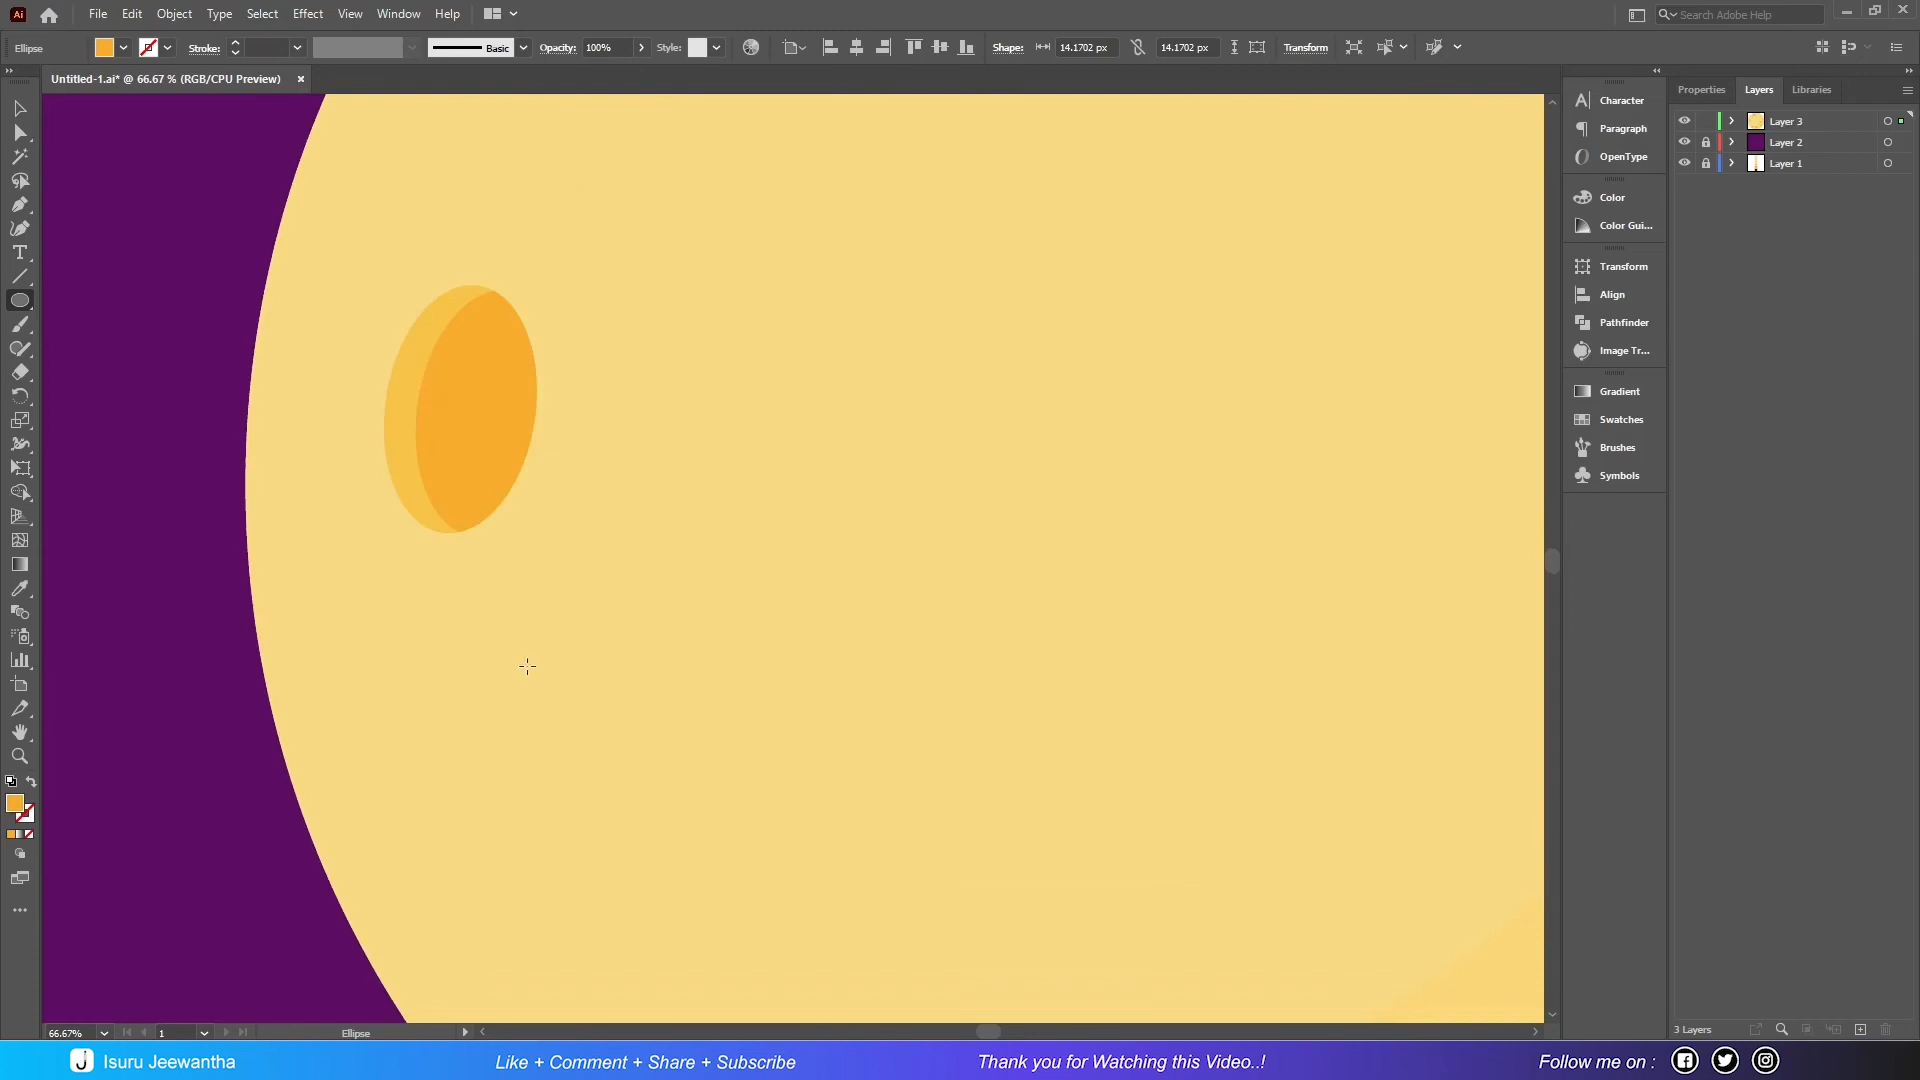 Ai File Edit Object Type Select Effect View Window Help Search Adobe Help
Ellipse Stroke: Basic Opacity: 100% Style: Shape: 14.1702 px 14.1702 px Transform
Untitled-1.ai* @ 66.67 % (RGB/CPU Preview)
Properties Layers Libraries
Character
Paragraph
OpenType
Color
Color Gui...
Transform
Align
Pathfinder
Image Tr...
Gradient
Swatches
Brushes
Symbols
Layer 3
Layer 2
Layer 1
66.67% 1 Ellipse
3 Layers
Isuru Jeewantha Like + Comment + Share + Subscribe Thank you for Watching this Video..! Follow me on :